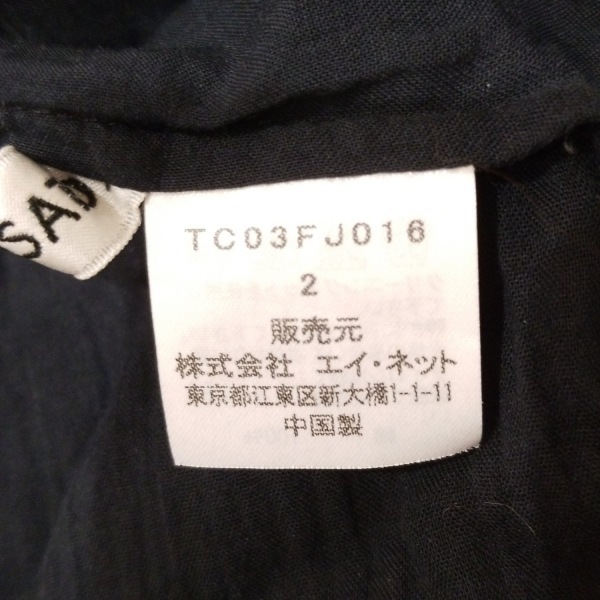 SAD
TC03FJ016
2
販売元
株式会社 エイ・ネット
東京都江東区新大橋1-1-11
中国製